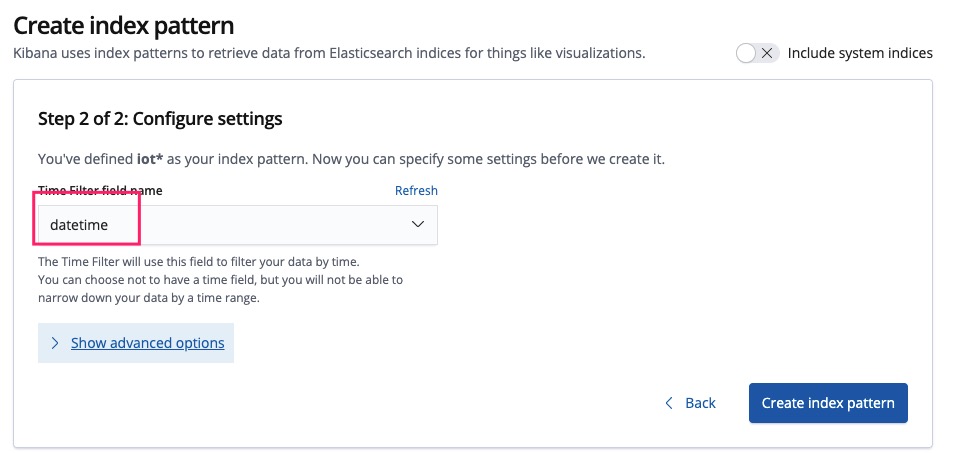 Create index pattern
Kibana uses index patterns to retrieve data from Elasticsearch indices for things like visualizations.
Include system indices
Step 2 of 2: Configure settings
You've defined iot* as your index pattern. Now you can specify some settings before we create it.
Time Filter field name
Refresh
datetime
The Time Filter will use this field to filter your data by time.
You can choose not to have a time field, but you will not be able to
narrow down your data by a time range.
Show advanced options
Back
Create index pattern